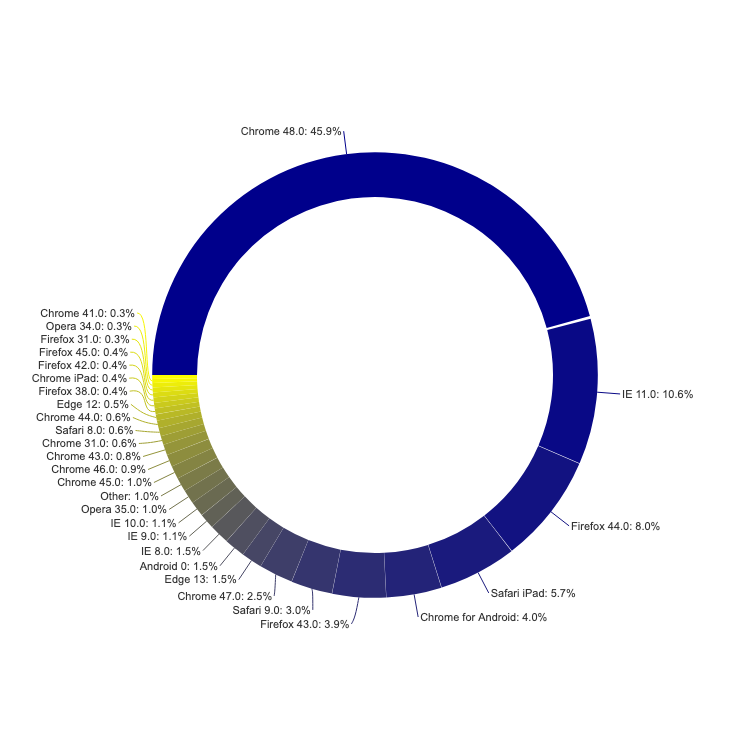 Chrome 48.0: 45.9%
IE 11.0: 10.6%
Firefox 44.0: 8.0%
Safari iPad: 5.7%
Chrome for Android: 4.0%
Firefox 43.0: 3.9%
Safari 9.0: 3.0%
Chrome 47.0: 2.5%
Edge 13: 1.5%
Android 0: 1.5%
IE 8.0: 1.5%
IE 9.0: 1.1%
IE 10.0: 1.1%
Opera 35.0: 1.0%
Other: 1.0%
Chrome 45.0: 1.0%
Chrome 46.0: 0.9%
Chrome 43.0: 0.8%
Chrome 31.0: 0.6%
Safari 8.0: 0.6%
Chrome 44.0: 0.6%
Edge 12: 0.5%
Firefox 38.0: 0.4%
Chrome iPad: 0.4%
Firefox 42.0: 0.4%
Firefox 45.0: 0.4%
Firefox 31.0: 0.3%
Opera 34.0: 0.3%
Chrome 41.0: 0.3%